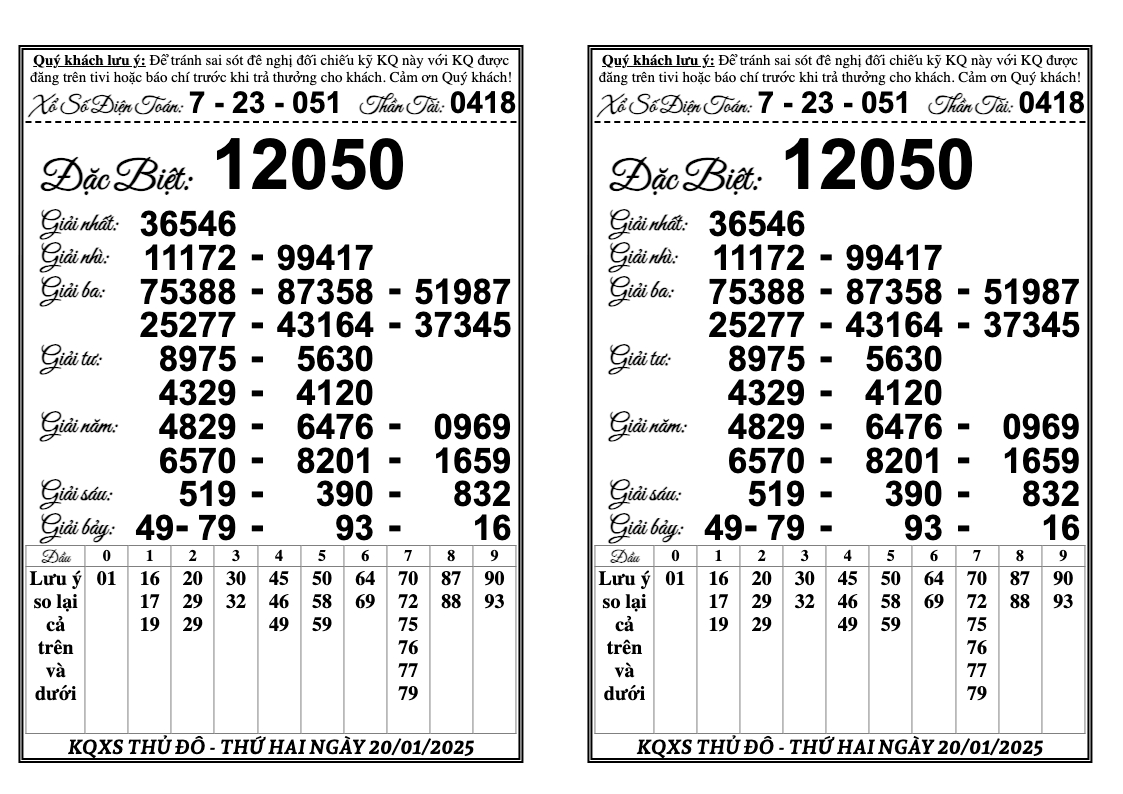 Quý khách lưu ý: Để tránh sai sót đề nghị đối chiếu kỹ KQ này với KQ được
đăng trên tivi hoặc báo chí trước khi trả thưởng cho khách. Cảm ơn Quý khách!
Xổ Số Điện Toán: 7 - 23 - 051 Thần Tài: 0418
Đặc Biệt: 12050
Giải nhất: 36546
Giải nhì: 11172 - 99417
Giải ba: 75388 - 87358 - 51987
25277 - 43164 - 37345
Giải tư: 8975 - 5630
4329 - 4120
Giải năm: 4829 - 6476 - 0969
6570 - 8201 - 1659
Giải sáu: 519 - 390 - 832
Giải bảy: 49- 79 - 93 - 16
Đầu 0 1 2 3 4 5 6 7 8 9
Lưu ý 01 16 20 30 45 50 64 70 87 90
so lại 17 29 32 46 58 69 72 88 93
cả 19 29 49 59 75
trên 76
và 77
dưới 79
KQXS THỦ ĐÔ - THỨ HAI NGÀY 20/01/2025
Quý khách lưu ý: Để tránh sai sót đề nghị đối chiếu kỹ KQ này với KQ được
đăng trên tivi hoặc báo chí trước khi trả thưởng cho khách. Cảm ơn Quý khách!
Xổ Số Điện Toán: 7 - 23 - 051 Thần Tài: 0418
Đặc Biệt: 12050
Giải nhất: 36546
Giải nhì: 11172 - 99417
Giải ba: 75388 - 87358 - 51987
25277 - 43164 - 37345
Giải tư: 8975 - 5630
4329 - 4120
Giải năm: 4829 - 6476 - 0969
6570 - 8201 - 1659
Giải sáu: 519 - 390 - 832
Giải bảy: 49- 79 - 93 - 16
Đầu 0 1 2 3 4 5 6 7 8 9
Lưu ý 01 16 20 30 45 50 64 70 87 90
so lại 17 29 32 46 58 69 72 88 93
cả 19 29 49 59 75
trên 76
và 77
dưới 79
KQXS THỦ ĐÔ - THỨ HAI NGÀY 20/01/2025